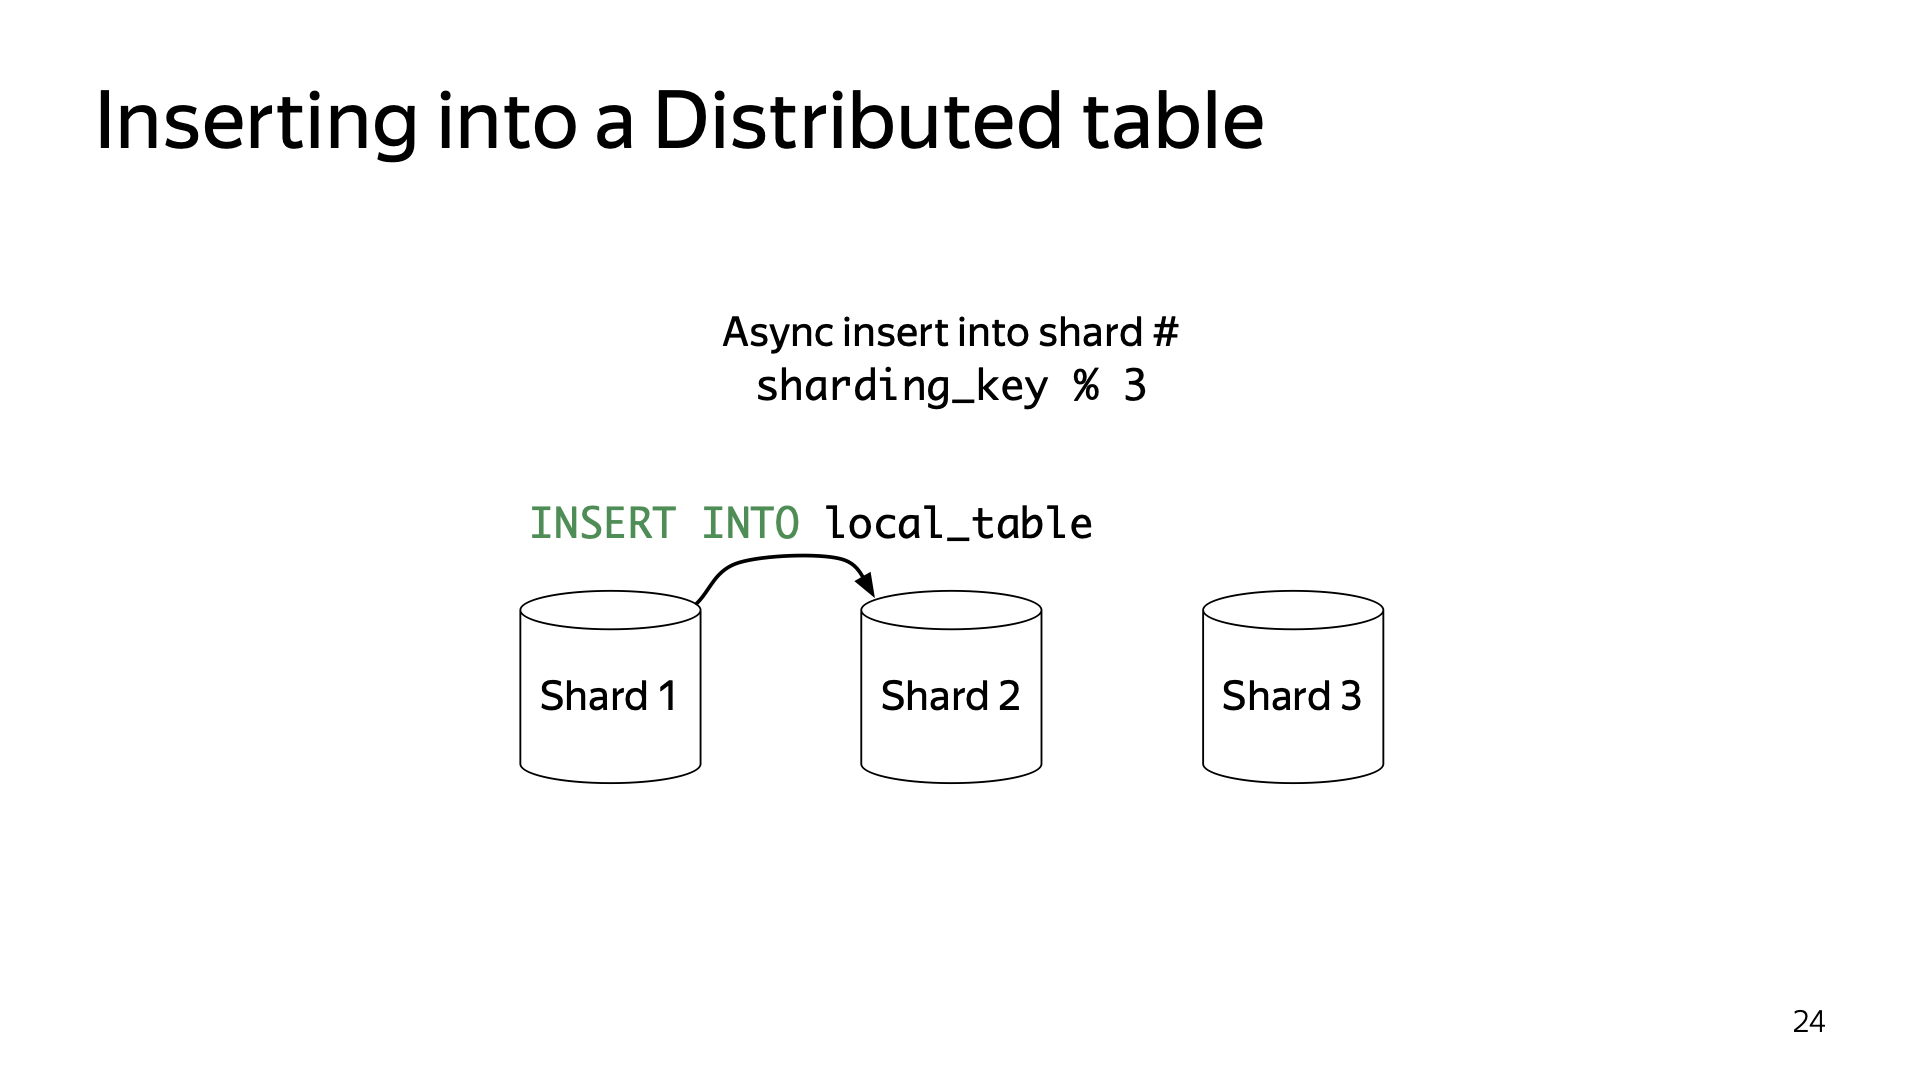 Inserting into a Distributed table
Async insert into shard #
sharding_key % 3
INSERT INTO local_table
Shard 1
Shard 2
Shard 3
24